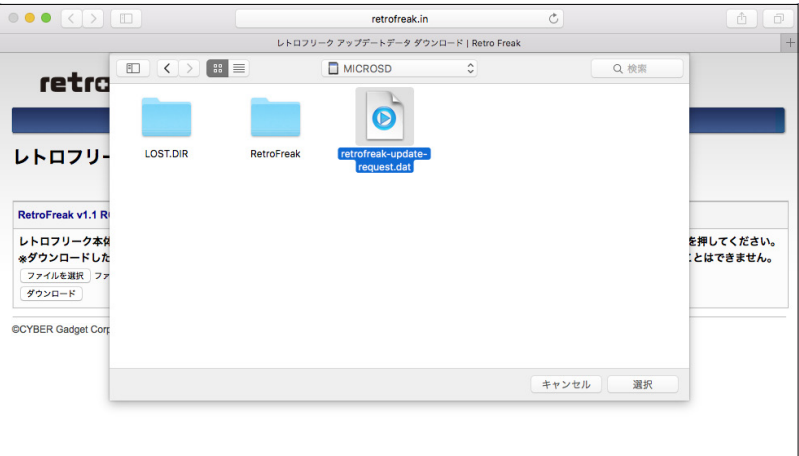 retrofreak.in
レトロフリーク アップデートデータ ダウンロード | Retro Freak
MICROSD
検索
LOST.DIR
RetroFreak
retrofreak-update-
request.dat
レトロフリー
RetroFreak v1.1
レトロフリーク本体
を押してください。
※ダウンロードした
ことはできません。
ファイルを選択
ダウンロード
©CYBER Gadget Corp
キャンセル
選択